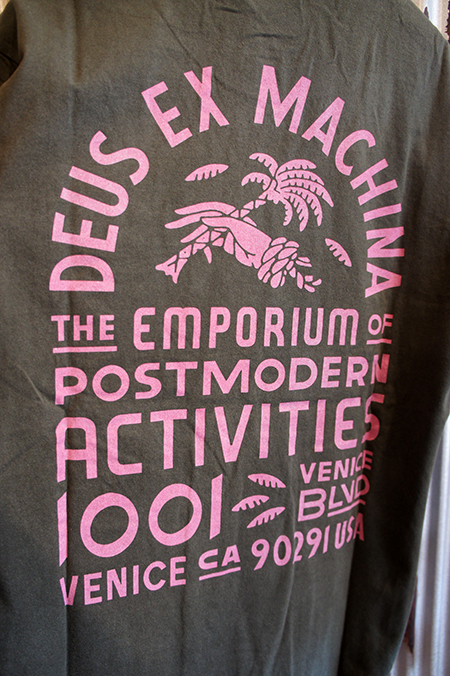 DEUS EX MACHINA
THE EMPORIUM OF
POSTMODERN
ACTIVITIES
1001 VENICE BLVD
VENICE CA 90291 USA